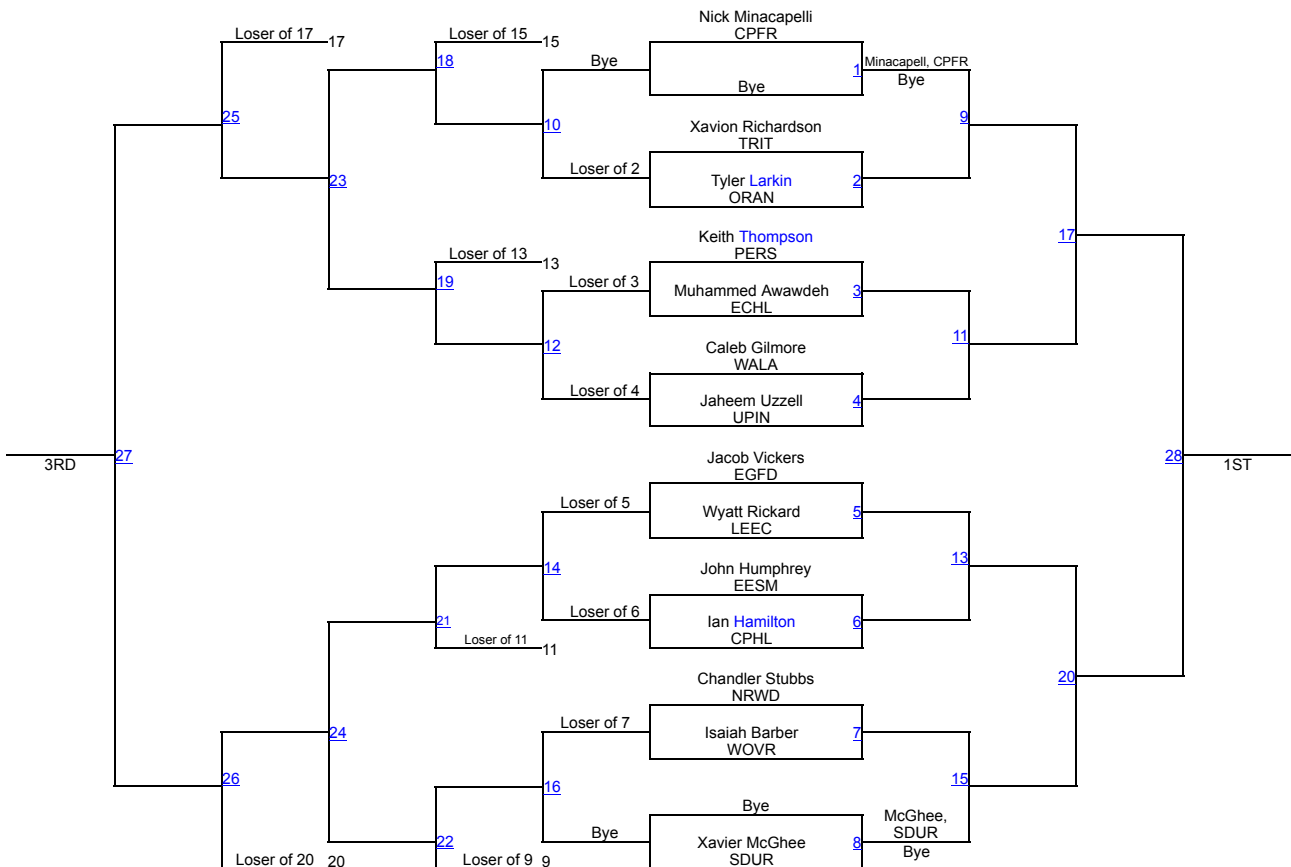 Nick Minacapelli
CPFR
Loser of 17
17
Loser of 15
15
Bye
18
1
Minacapell, CPFR
Bye
Bye
25
10
9
Xavion Richardson
TRIT
Loser of 2
23
Tyler Larkin
2
ORAN
Keith Thompson
17
PERS
Loser of 13
13
19
Loser of 3
Muhammed Awawdeh
3
ECHL
11
12
Caleb Gilmore
WALA
Loser of 4
Jaheem Uzzell
4
UPIN
3RD
27
Jacob Vickers
28
1ST
EGFD
Loser of 5
Wyatt Rickard
5
LEEC
13
14
John Humphrey
EESM
Loser of 6
21
Ian Hamilton
6
CPHL
Loser of 11
11
Chandler Stubbs
20
NRWD
Loser of 7
24
Isaiah Barber
7
WOVR
26
16
15
Bye
McGhee,
SDUR
Bye
22
Xavier McGhee
8
Bye
SDUR
Loser of 20
20
Loser of 9
9